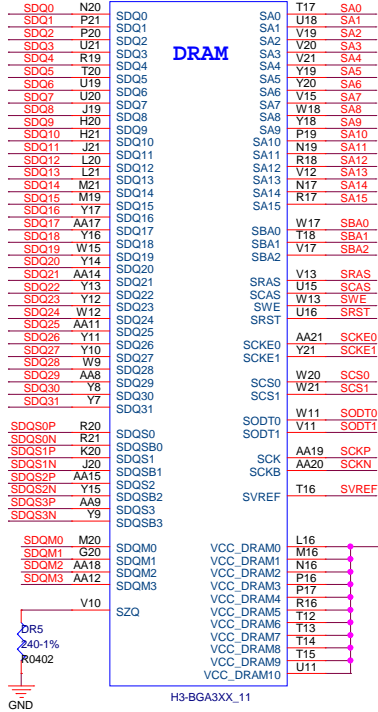 DRAM
SDQ0 N20 SDQ0 SA0 T17 SA0
SDQ1 P21 SDQ1 SA1 U18 SA1
SDQ2 P20 SDQ2 SA2 V19 SA2
SDQ3 U21 SDQ3 SA3 V20 SA3
SDQ4 R19 SDQ4 SA4 V21 SA4
SDQ5 T20 SDQ5 SA5 Y19 SA5
SDQ6 U19 SDQ6 SA6 Y20 SA6
SDQ7 U20 SDQ7 SA7 V15 SA7
SDQ8 J19 SDQ8 SA8 W18 SA8
SDQ9 H20 SDQ9 SA9 Y18 SA9
SDQ10 H21 SDQ10 SA10 P19 SA10
SDQ11 J21 SDQ11 SA11 N19 SA11
SDQ12 L20 SDQ12 SA12 R18 SA12
SDQ13 L21 SDQ13 SA13 V12 SA13
SDQ14 M21 SDQ14 SA14 N17 SA14
SDQ15 M19 SDQ15 SA15 R17 SA15
SDQ16 Y17 SDQ16
SDQ17 AA17 SDQ17 SBA0 W17 SBA0
SDQ18 Y16 SDQ18 SBA1 T18 SBA1
SDQ19 W15 SDQ19 SBA2 V17 SBA2
SDQ20 Y14 SDQ20
SDQ21 AA14 SDQ21 SRAS V13 SRAS
SDQ22 Y13 SDQ22 SCAS U15 SCAS
SDQ23 Y12 SDQ23 SWE W13 SWE
SDQ24 W12 SDQ24 SRST U16 SRST
SDQ25 AA11 SDQ25
SDQ26 Y11 SDQ26 SCKE0 AA21 SCKE0
SDQ27 Y10 SDQ27 SCKE1 Y21 SCKE1
SDQ28 W9 SDQ28
SDQ29 AA8 SDQ29 SCS0 W20 SCS0
SDQ30 Y8 SDQ30 SCS1 W21 SCS1
SDQ31 Y7 SDQ31
SODT0 W11 SODT0
SDQS0P R20 SDQS0 SODT1 V11 SODT1
SDQS0N R21 SDQSB0
SDQS1P K20 SDQS1 SCK AA19 SCKP
SDQS1N J20 SDQSB1 SCKB AA20 SCKN
SDQS2P AA15 SDQS2
SDQS2N Y15 SDQSB2 SVREF T16 SVREF
SDQS3P AA9 SDQS3
SDQS3N Y9 SDQSB3
SDQM0 M20 SDQM0 VCC_DRAM0 L16
SDQM1 G20 SDQM1 VCC_DRAM1 M16
SDQM2 AA18 SDQM2 VCC_DRAM2 N16
SDQM3 AA12 SDQM3 VCC_DRAM3 P16
VCC_DRAM4 P17
V10 SZQ VCC_DRAM5 R16
VCC_DRAM6 T12
DR5 VCC_DRAM7 T13
240-1% VCC_DRAM8 T14
R0402 VCC_DRAM9 T15
VCC_DRAM10 U11
GND
H3-BGA3XX_11